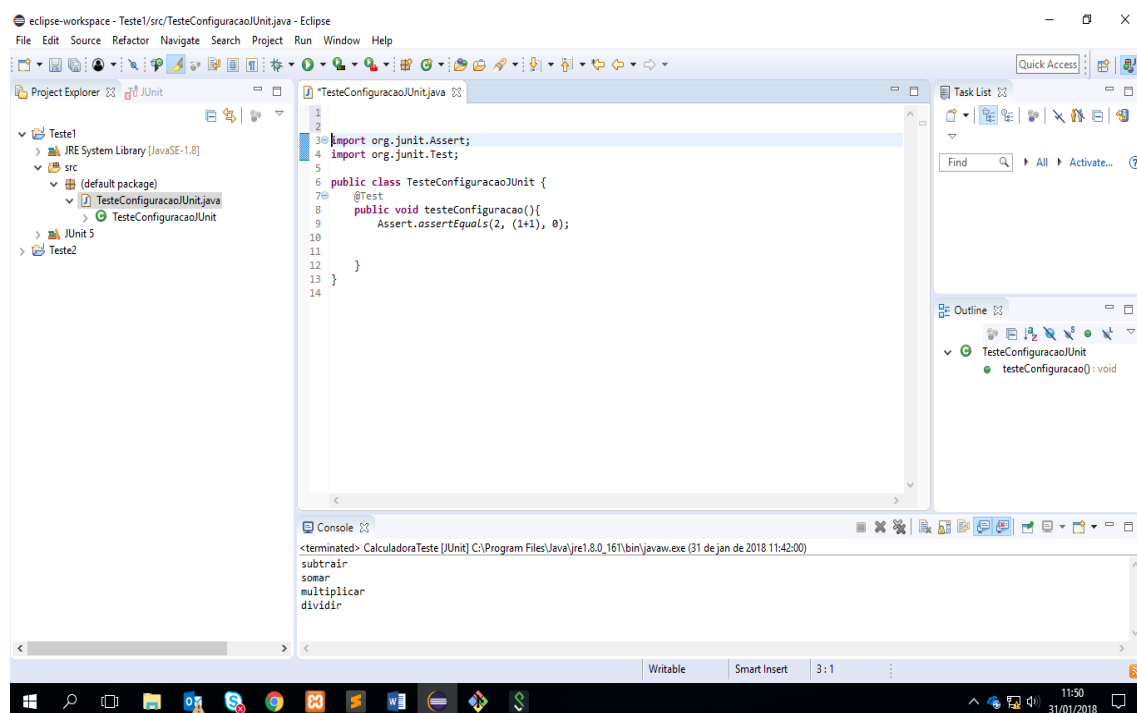 eclipse-workspace - Teste1/src/TesteConfiguracaoJUnit.java - Eclipse
File Edit Source Refactor Navigate Search Project Run Window Help
Quick Access
Project Explorer JUnit
*TesteConfiguracaoJUnit.java
Task List
Teste1
JRE System Library [JavaSE-1.8]
src
(default package)
TesteConfiguracaoJUnit.java
TesteConfiguracaoJUnit
JUnit 5
Teste2
1
2
3 import org.junit.Assert;
4 import org.junit.Test;
5
6 public class TesteConfiguracaoJUnit {
7 @Test
8 public void testeConfiguracao(){
9 Assert.assertEquals(2, (1+1), 0);
10
11
12 }
13 }
14
Find All Activate...
Outline
TesteConfiguracaoJUnit
testeConfiguracao() : void
Console
<terminated> CalculadoraTeste [JUnit] C:\Program Files\Java\jre1.8.0_161\bin\javaw.exe (31 de jan de 2018 11:42:00)
subtrair
somar
multiplicar
dividir
Writable Smart Insert 3 : 1
11:50
31/01/2018